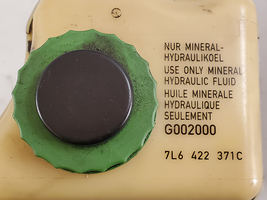 NUR MINERAL-
HYDRAULIKOEL
USE ONLY MINERAL
HYDRAULIC FLUID
HUILE MINERALE
HYDRAULIQUE
SEULEMENT
G002000
7L6 422 371C